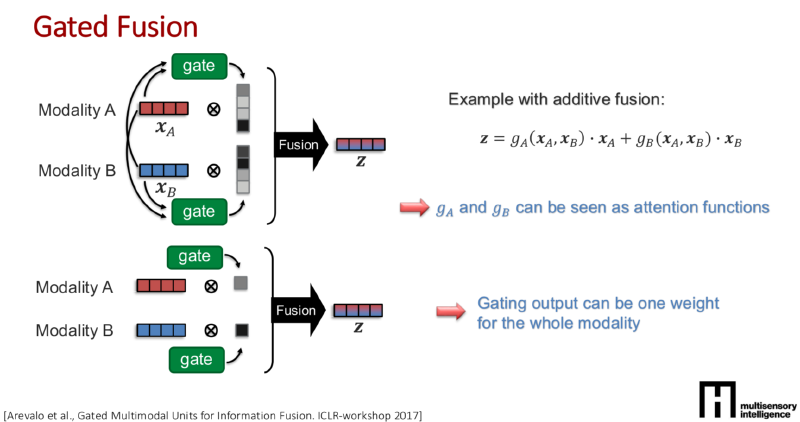 Gated Fusion
gate
Modality A
𝒙_A
⊗
Modality B
𝒙_B
⊗
gate
Fusion
𝒛
Example with additive fusion:
𝒛 = g_A(𝒙_A, 𝒙_B) · 𝒙_A + g_B(𝒙_A, 𝒙_B) · 𝒙_B
g_A and g_B can be seen as attention functions
gate
Modality A
⊗
Modality B
⊗
gate
Fusion
𝒛
Gating output can be one weight
for the whole modality
[Arevalo et al., Gated Multimodal Units for Information Fusion. ICLR-workshop 2017]
multisensory
intelligence